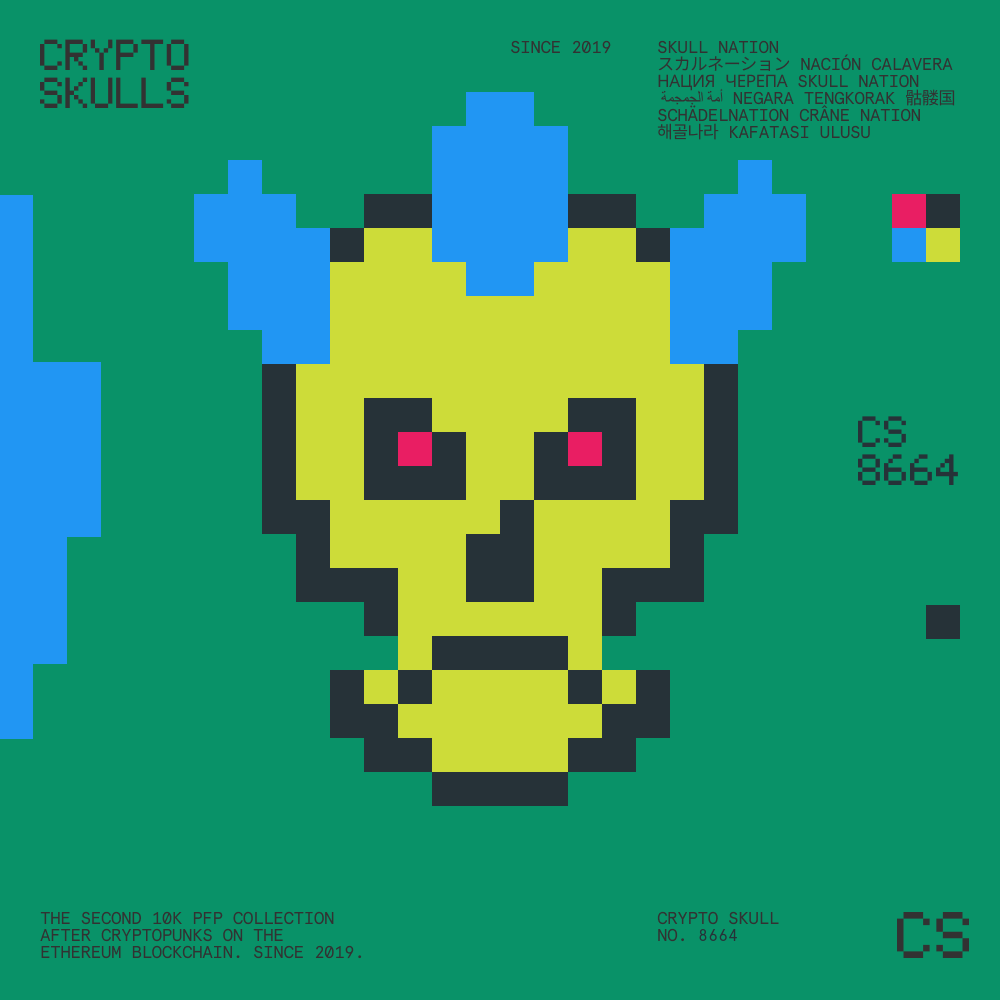 CRYPTO
SKULLS
SINCE 2019
SKULL NATION
スカルネーション NACIÓN CALAVERA
НАЦИЯ ЧЕРЕПА SKULL NATION
أمة الجمجمة NEGARA TENGKORAK 骷髅国
SCHÄDELNATION CRÂNE NATION
해골나라 KAFATASI ULUSU
CS
8664
THE SECOND 10K PFP COLLECTION
AFTER CRYPTOPUNKS ON THE
ETHEREUM BLOCKCHAIN. SINCE 2019.
CRYPTO SKULL
NO. 8664
CS